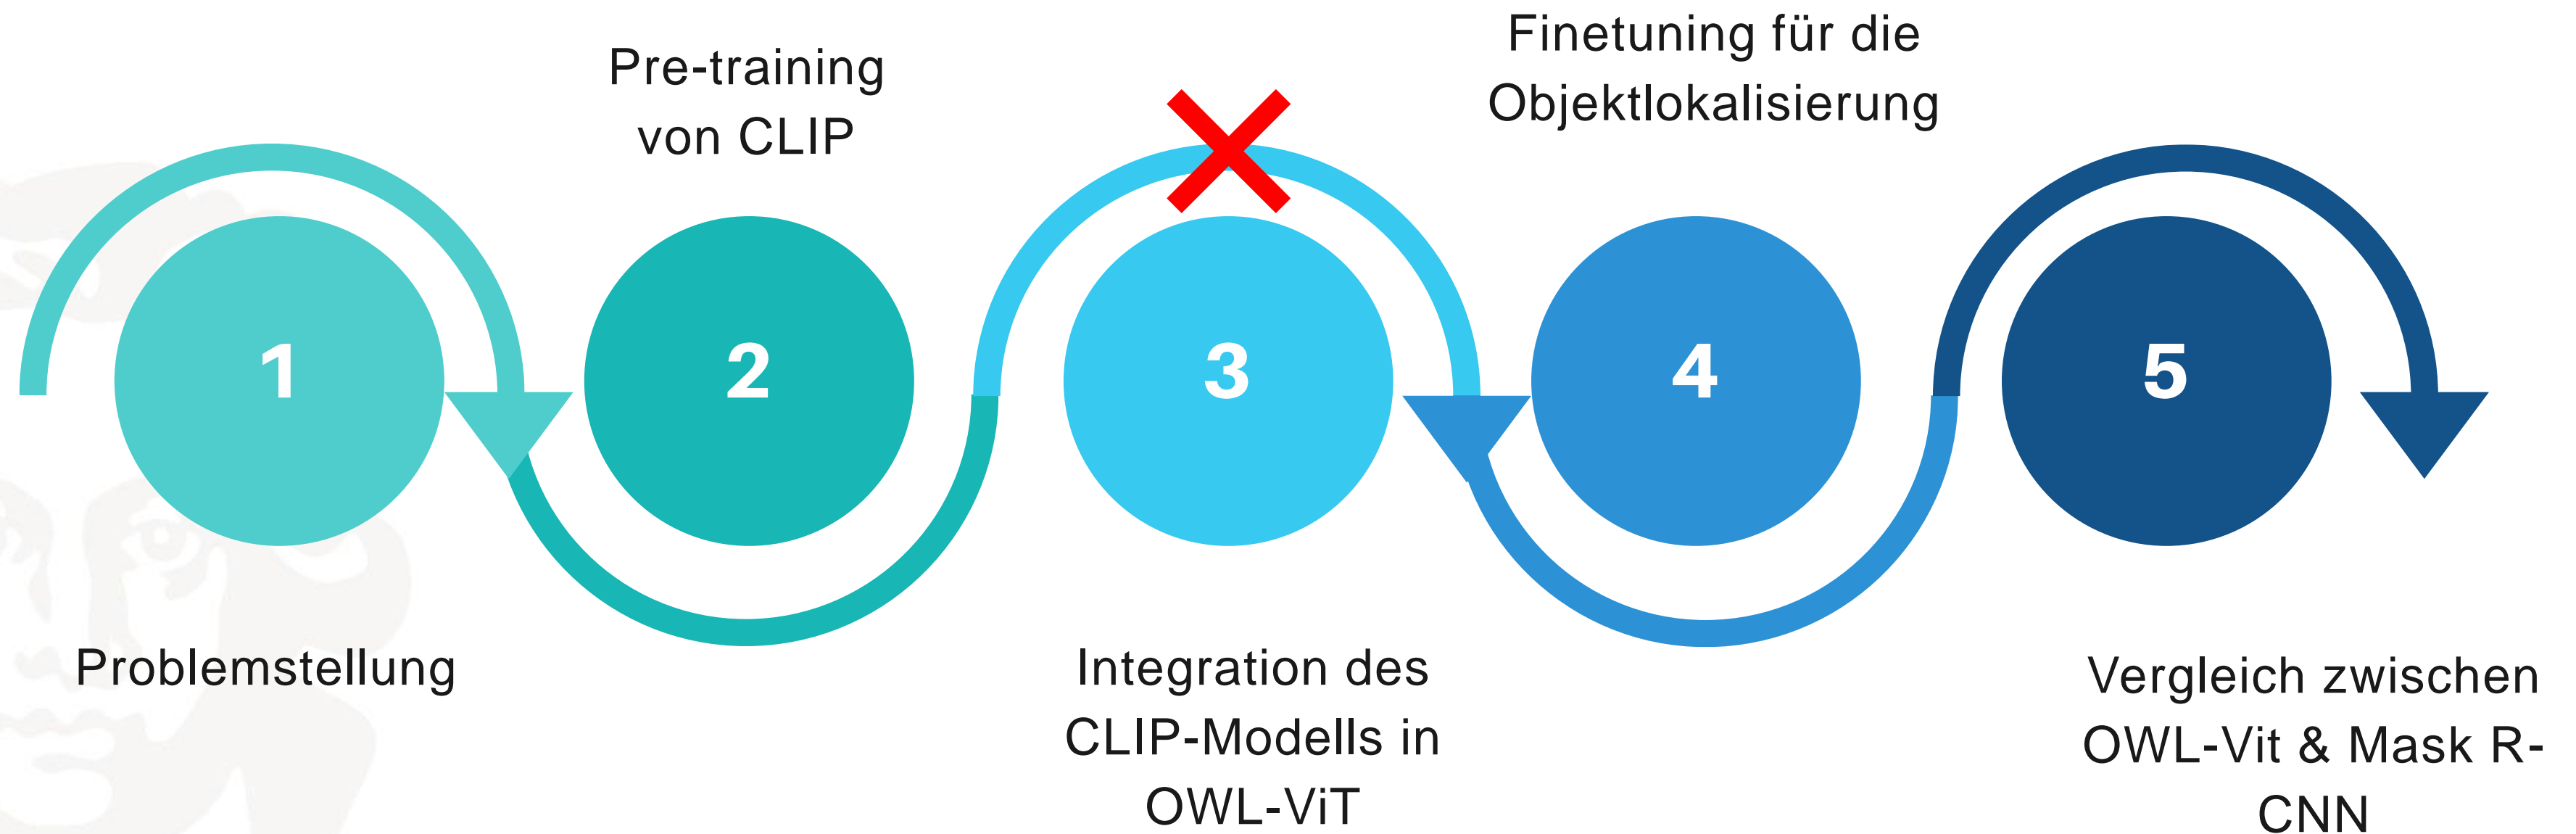 1
Problemstellung
Pre-training
von CLIP
2
3
Integration des
CLIP-Modells in
OWL-ViT
Finetuning für die
Objektlokalisierung
4
5
Vergleich zwischen
OWL-Vit & Mask R-
CNN